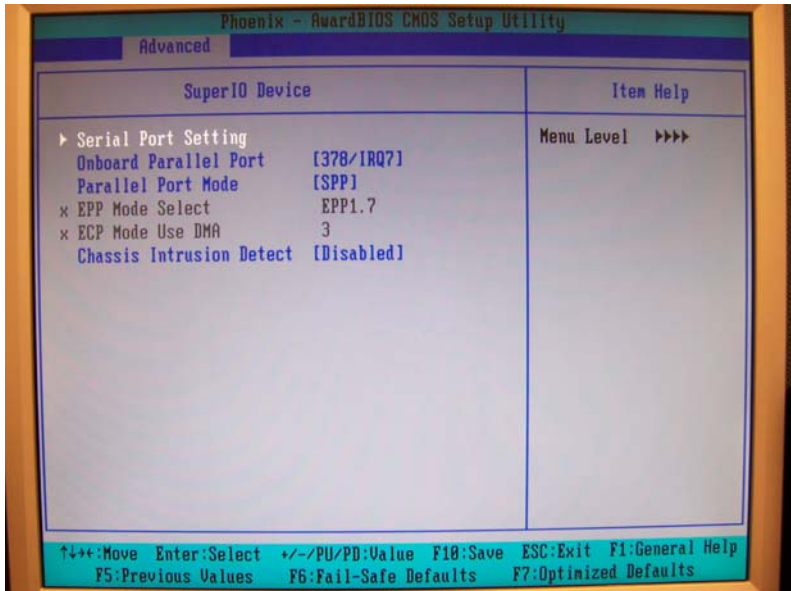 Phoenix - AwardBIOS CMOS Setup Utility
Advanced
SuperIO Device
Item Help
▶ Serial Port Setting
Onboard Parallel Port [378/IRQ7]
Parallel Port Mode [SPP]
x EPP Mode Select EPP1.7
x ECP Mode Use DMA 3
Chassis Intrusion Detect [Disabled]
Menu Level ▶▶▶▶
↑↓→←:Move Enter:Select +/-/PU/PD:Value F10:Save ESC:Exit F1:General Help
F5:Previous Values F6:Fail-Safe Defaults F7:Optimized Defaults